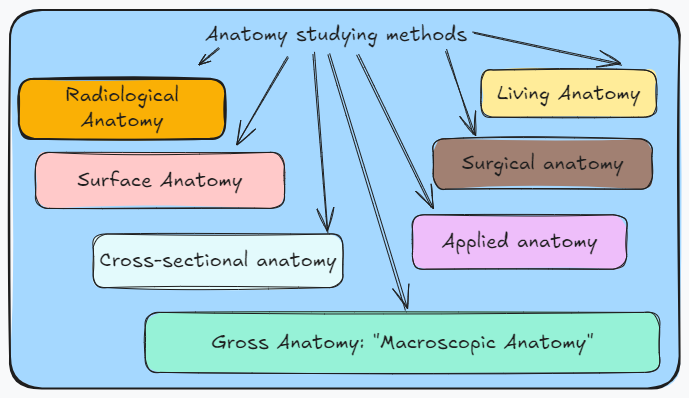 Anatomy studying methods
Radiological
Anatomy
Living Anatomy
Surgical anatomy
Surface Anatomy
Applied anatomy
Cross-sectional anatomy
Gross Anatomy: "Macroscopic Anatomy"